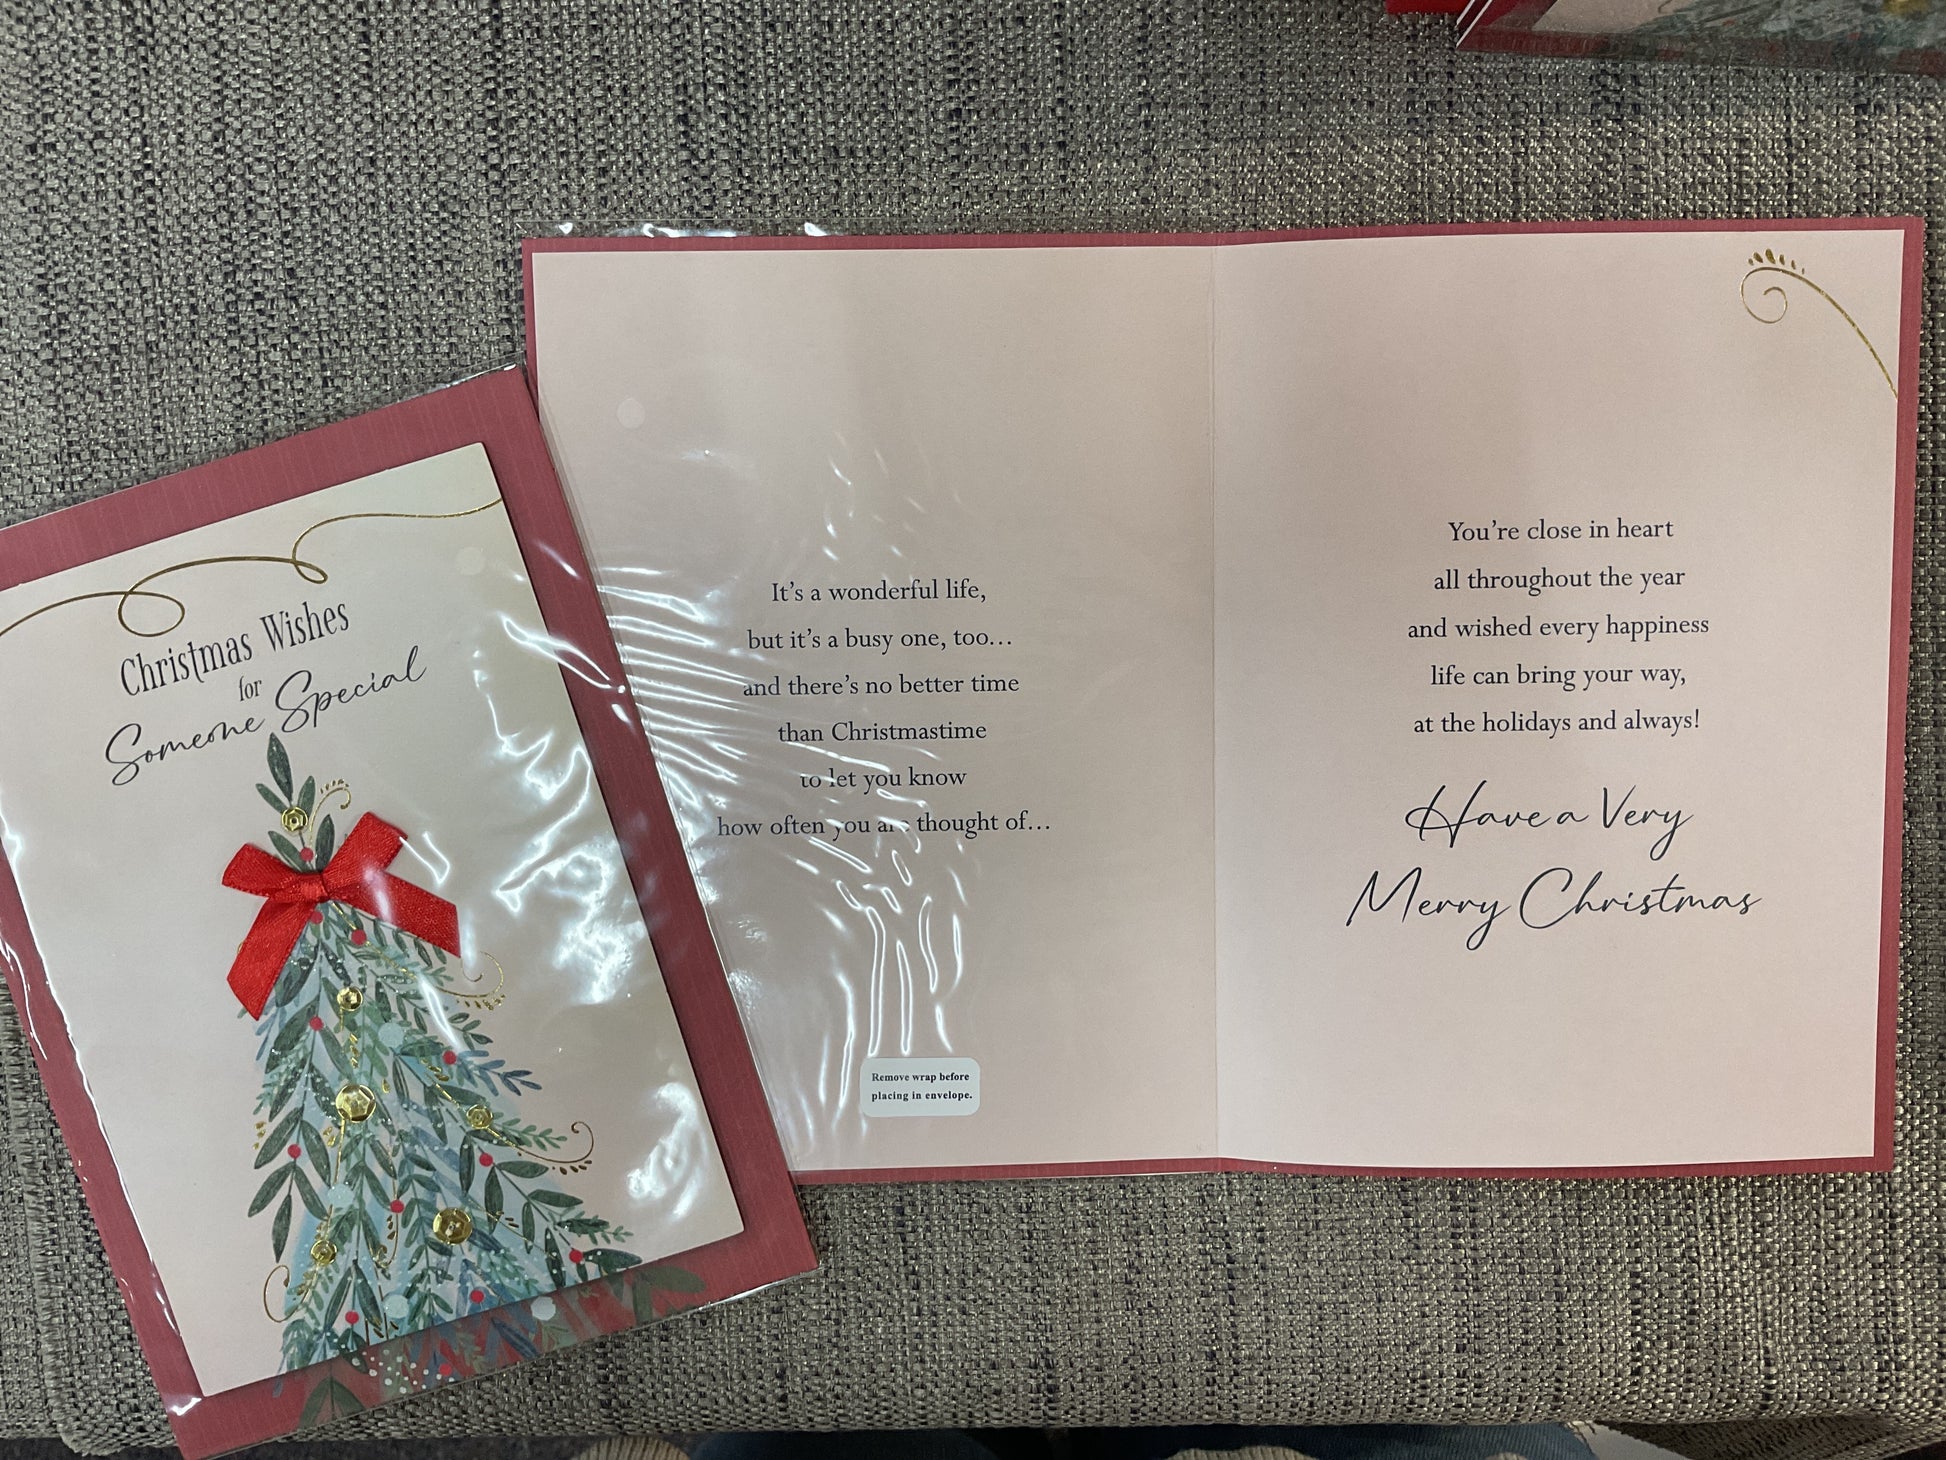 Christmas Wishes
for
Someone Special
It's a wonderful life,
but it's a busy one, too...
and there's no better time
than Christmastime
to let you know
how often you are thought of...
Remove wrap before
placing in envelope.
You're close in heart
all throughout the year
and wished every happiness
life can bring your way,
at the holidays and always!
Have a Very
Merry Christmas